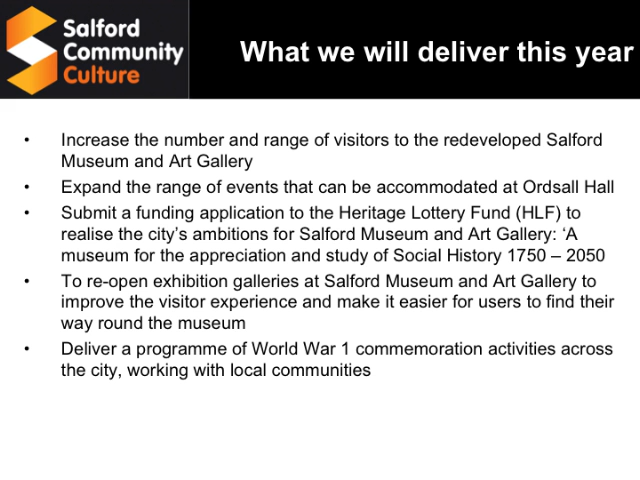 Salford
Community
Culture
What we will deliver this year
• Increase the number and range of visitors to the redeveloped Salford
Museum and Art Gallery
• Expand the range of events that can be accommodated at Ordsall Hall
• Submit a funding application to the Heritage Lottery Fund (HLF) to
realise the city’s ambitions for Salford Museum and Art Gallery: ‘A
museum for the appreciation and study of Social History 1750 – 2050
• To re-open exhibition galleries at Salford Museum and Art Gallery to
improve the visitor experience and make it easier for users to find their
way round the museum
• Deliver a programme of World War 1 commemoration activities across
the city, working with local communities